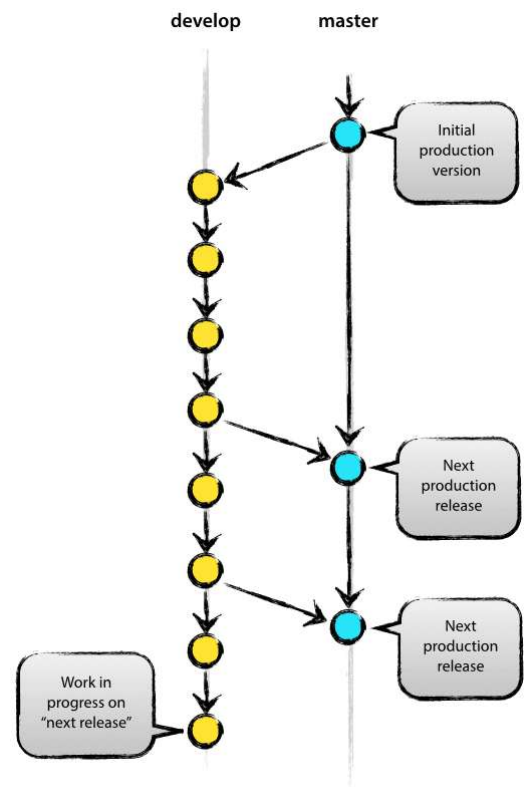 develop
master
Initial
production
version
Next
production
release
Next
production
release
Work in
progress on
“next release”